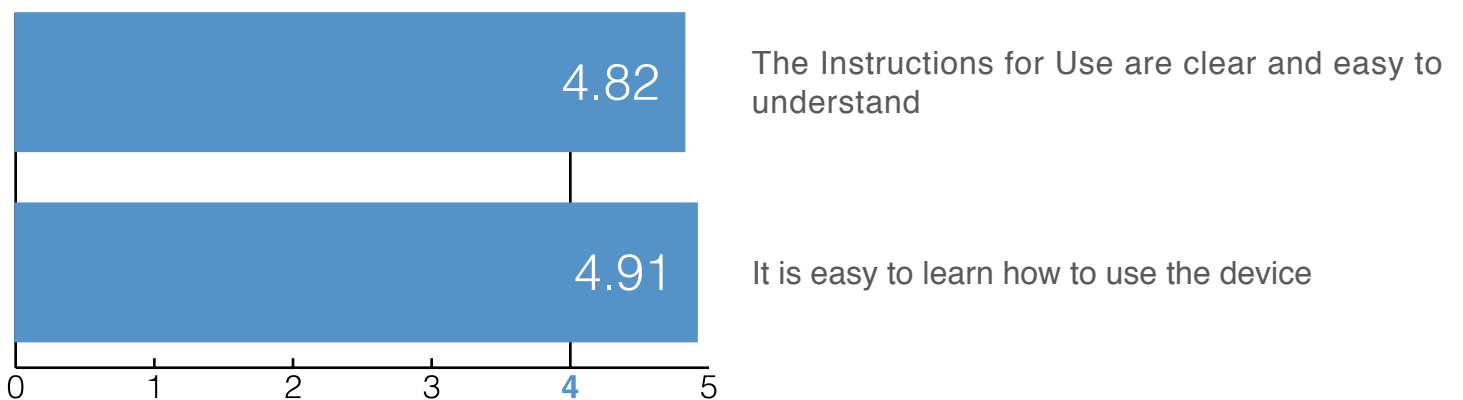 4.82
The Instructions for Use are clear and easy to
understand
4.91
It is easy to learn how to use the device
0 1 2 3 4 5